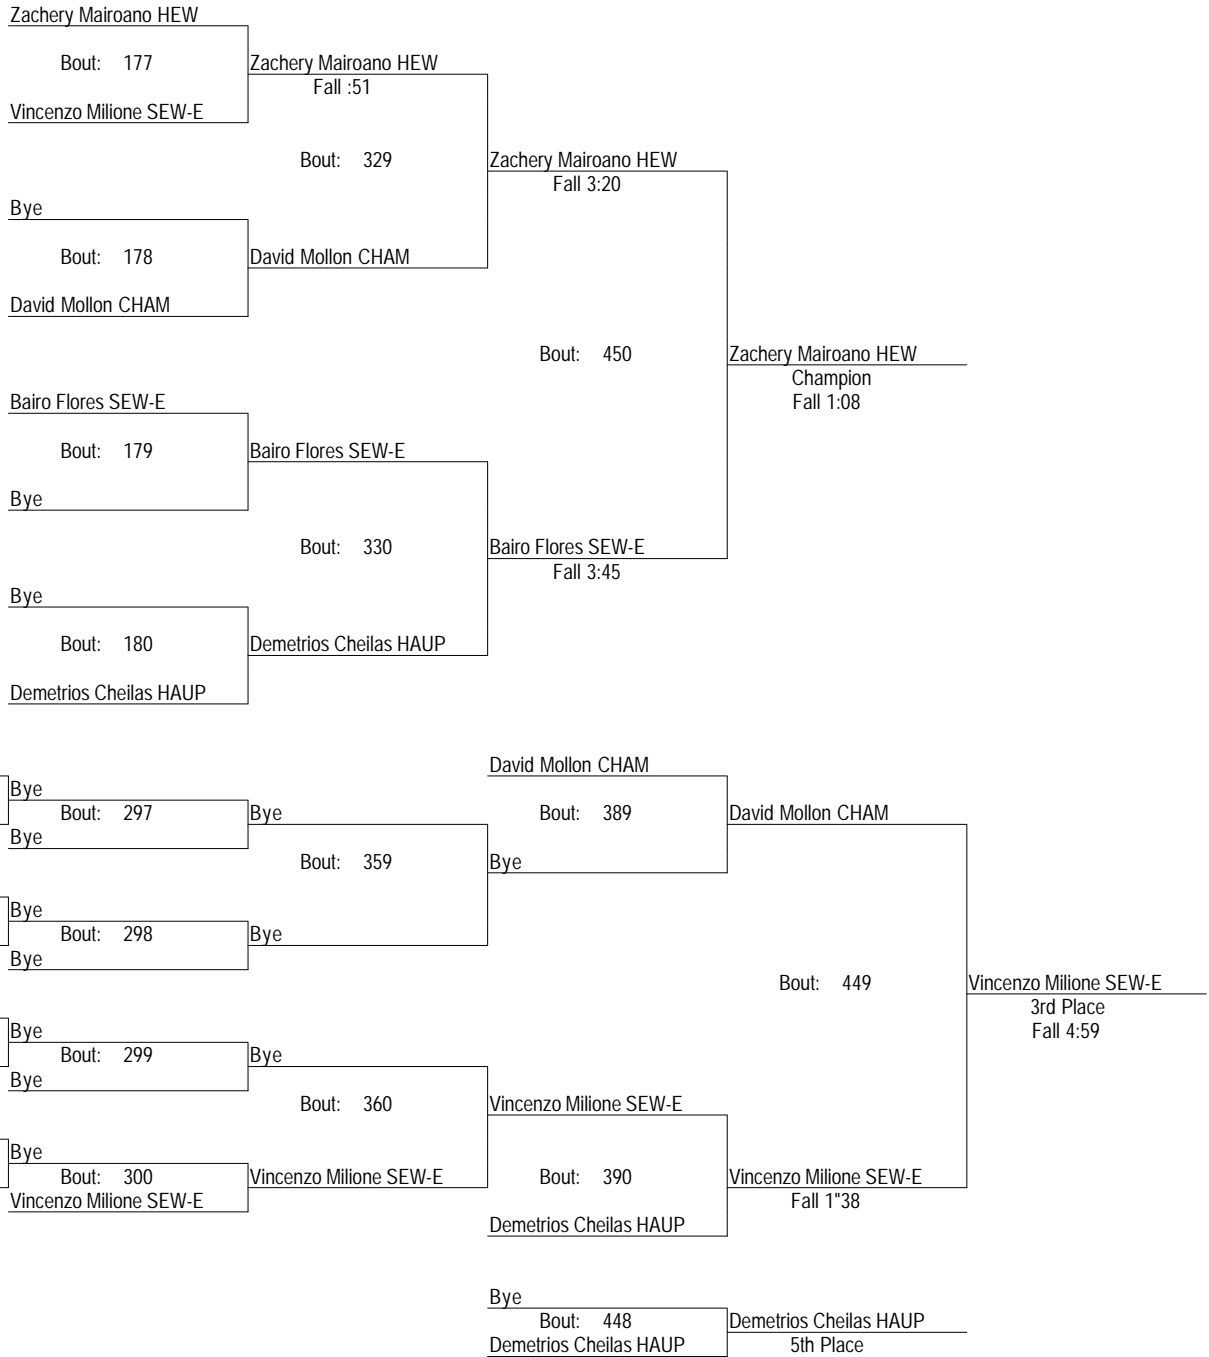 Zachery Mairoano HEW
Bout: 177
Zachery Mairoano HEW
Fall :51
Vincenzo Milione SEW-E
Bout: 329
Zachery Mairoano HEW
Fall 3:20
Bye
Bout: 178
David Mollon CHAM
David Mollon CHAM
Bout: 450
Zachery Mairoano HEW
Champion
Fall 1:08
Bairo Flores SEW-E
Bout: 179
Bairo Flores SEW-E
Bye
Bout: 330
Bairo Flores SEW-E
Fall 3:45
Bye
Bout: 180
Demetrios Cheilas HAUP
Demetrios Cheilas HAUP
David Mollon CHAM
Bye
Bout: 297
Bye
Bout: 389
David Mollon CHAM
Bye
Bout: 359
Bye
Bye
Bout: 298
Bye
Bye
Bout: 449
Vincenzo Milione SEW-E
3rd Place
Fall 4:59
Bye
Bout: 299
Bye
Bye
Bout: 360
Vincenzo Milione SEW-E
Bye
Bout: 300
Vincenzo Milione SEW-E
Bout: 390
Vincenzo Milione SEW-E
Fall 1"38
Vincenzo Milione SEW-E
Demetrios Cheilas HAUP
Bye
Bout: 448
Demetrios Cheilas HAUP
5th Place
Demetrios Cheilas HAUP